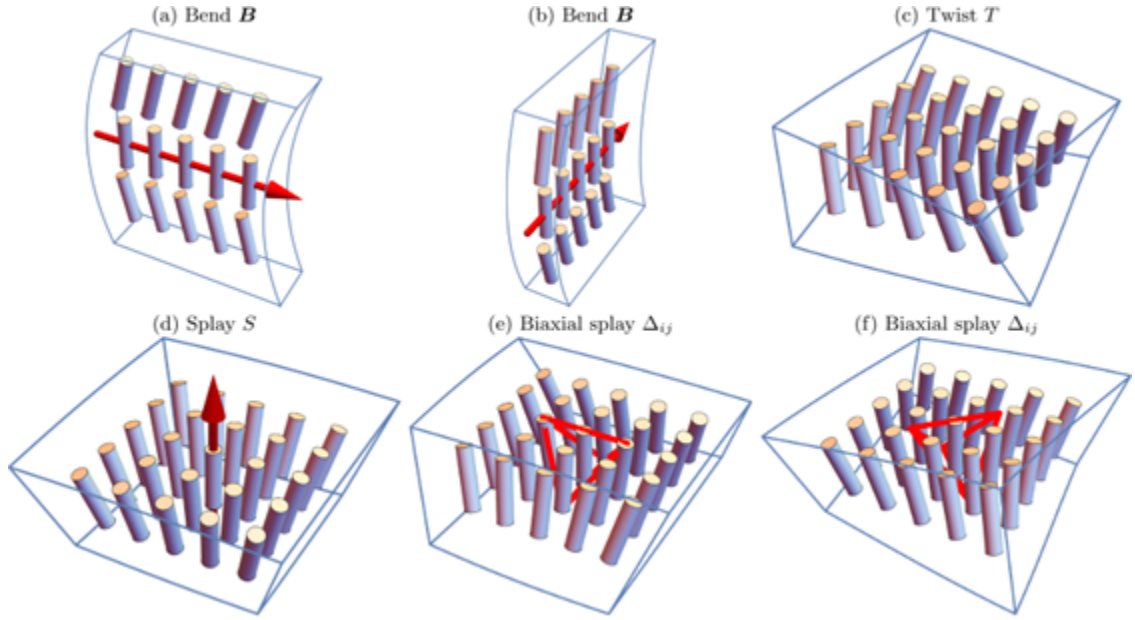 (a) Bend B
(b) Bend B
(c) Twist T
(d) Splay S
(e) Biaxial splay Δij
(f) Biaxial splay Δij